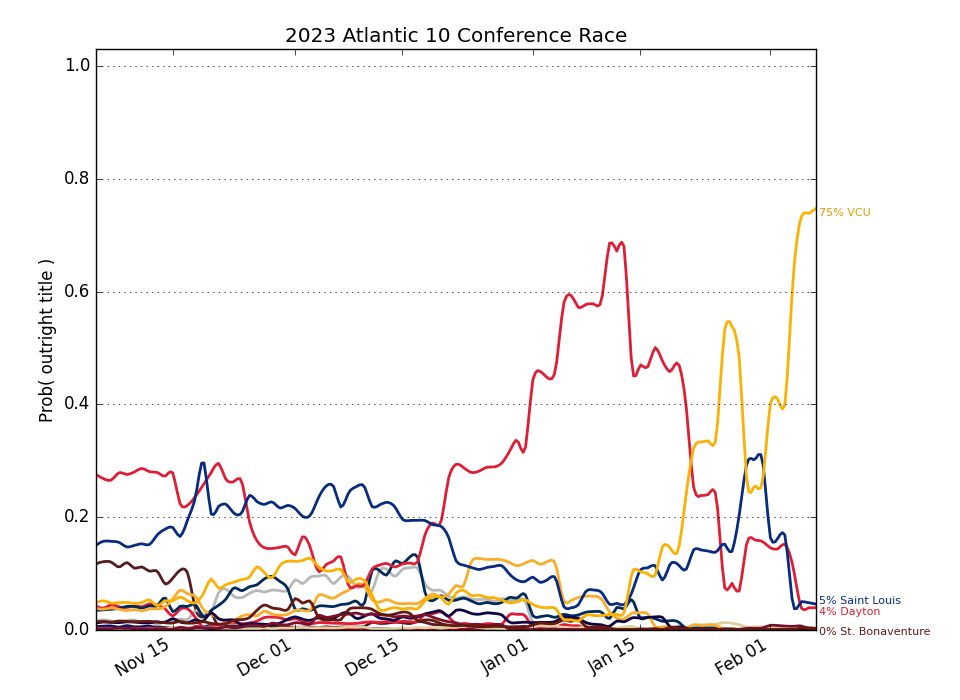 2023 Atlantic 10 Conference Race
Prob( outright title )
1.0
0.8
0.6
0.4
0.2
0.0
Nov 15
Dec 01
Dec 15
Jan 01
Jan 15
Feb 01
75% VCU
5% Saint Louis
4% Dayton
0% St. Bonaventure